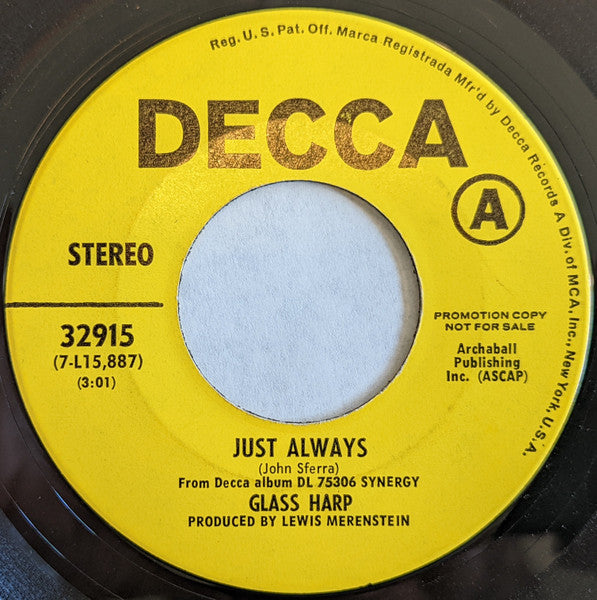 Reg. U.S. Pat. Off. Marca Registrada Mfr'd by Decca Records A Div. of MCA, Inc., New York, U.S.A.
DECCA
A
STEREO
32915
(7-L15,887)
(3:01)
PROMOTION COPY
NOT FOR SALE
Archaball
Publishing
Inc. (ASCAP)
JUST ALWAYS
(John Sferra)
From Decca album DL 75306 SYNERGY
GLASS HARP
PRODUCED BY LEWIS MERENSTEIN